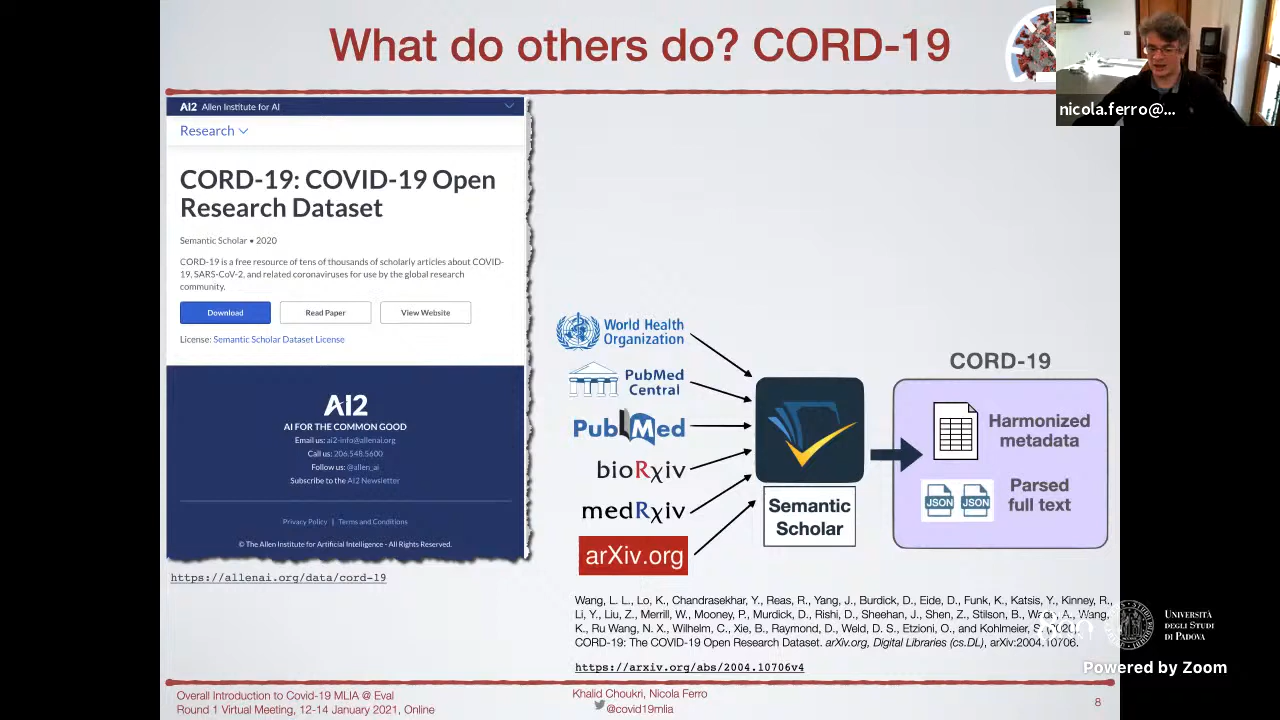 What do others do? CORD-19
nicola.ferro@...
AI2 Allen Institute for AI
Research
CORD-19: COVID-19 Open
Research Dataset
Semantic Scholar • 2020
CORD-19 is a free resource of tens of thousands of scholarly articles about COVID-
19, SARS-CoV-2, and related coronaviruses for use by the global research
community.
Download
Read Paper
View Website
License: Semantic Scholar Dataset License
AI2
AI FOR THE COMMON GOOD
Email us: ai2-info@allenai.org
Call us: 206.548.5600
Follow us: @allen_ai
Subscribe to the AI2 Newsletter
Privacy Policy | Terms and Conditions
© The Allen Institute for Artificial Intelligence - All Rights Reserved.
https://allenai.org/data/cord-19
World Health
Organization
PubMed
Central
PubMed
bioRxiv
medRxiv
arXiv.org
Semantic
Scholar
CORD-19
Harmonized
metadata
JSON JSON
Parsed
full text
Wang, L. L., Lo, K., Chandrasekhar, Y., Reas, R., Yang, J., Burdick, D., Eide, D., Funk, K., Katsis, Y., Kinney, R.,
Li, Y., Liu, Z., Merrill, W., Mooney, P., Murdick, D., Rishi, D., Sheehan, J., Shen, Z., Stilson, B., A., Wang,
K., Ru Wang, N. X., Wilhelm, C., Xie, B., Raymond, D., Weld, D. S., Etzioni, O., and Kohlmeier,
CORD-19: The COVID-19 Open Research Dataset. arXiv.org, Digital Libraries (cs.DL), arXiv:2004.10706.
https://arxiv.org/abs/2004.10706v4
UNIVERSITÀ
DEGLI STUDI
DI PADOVA
Powered by Zoom
Overall Introduction to Covid-19 MLIA @ Eval
Round 1 Virtual Meeting, 12-14 January 2021, Online
Khalid Choukri, Nicola Ferro
@covid19mlia
8